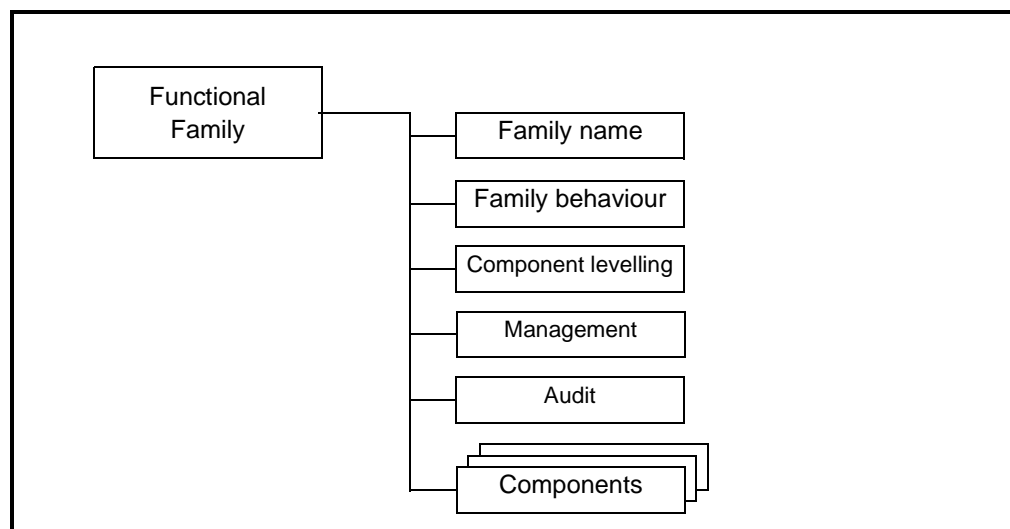 Functional
Family
Family name
Family behaviour
Component levelling
Management
Audit
Components